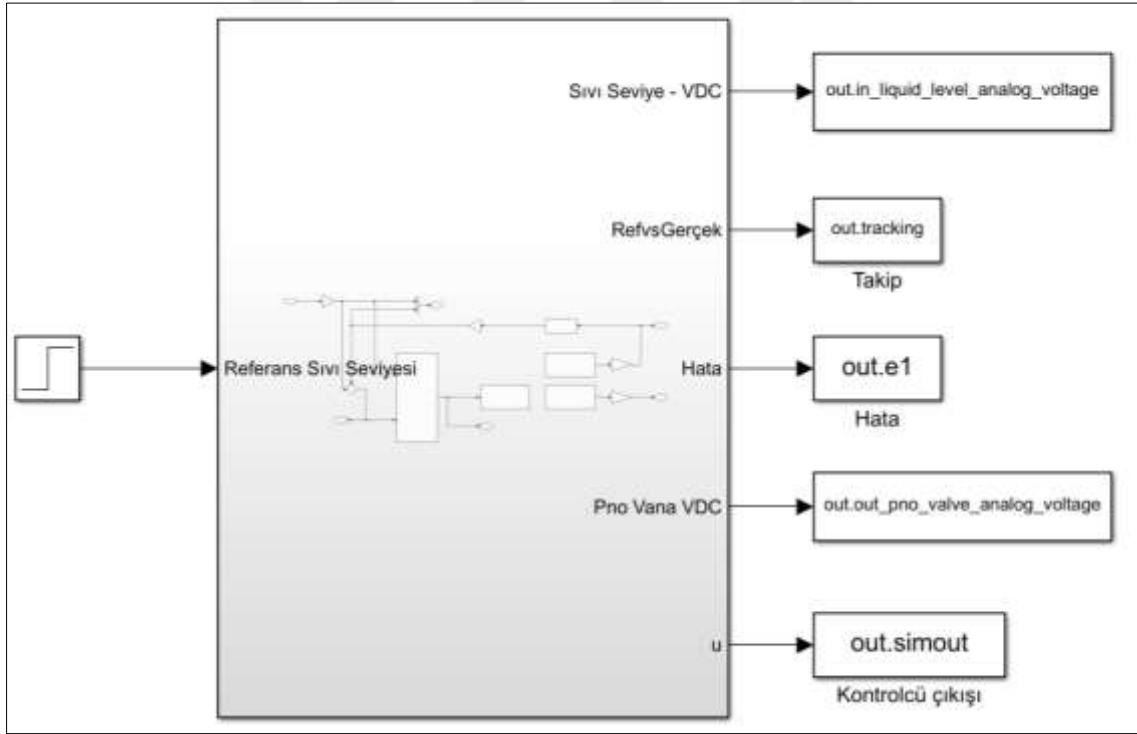 Sıvı Seviye - VDC
out.in_liquid_level_analog_voltage
RefvsGerçek
out.tracking
Takip
Referans Sıvı Seviyesi
Hata
out.e1
Hata
Pno Vana VDC
out.out_pno_valve_analog_voltage
u
out.simout
Kontrolcü çıkışı